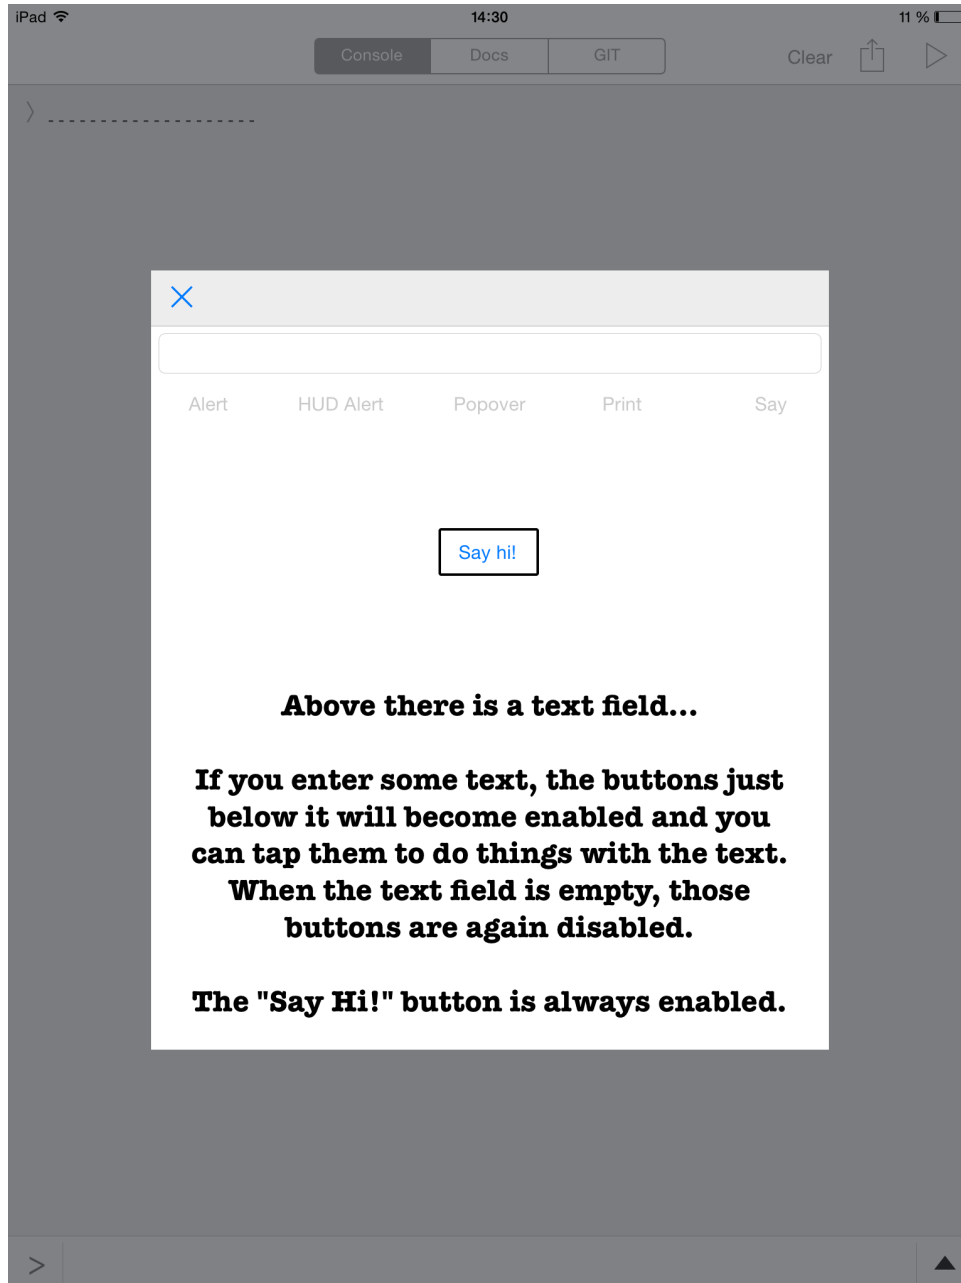 iPad 14:30 11 %
Console Docs GIT Clear
--------------------
Alert HUD Alert Popover Print Say
Say hi!
Above there is a text field...
If you enter some text, the buttons just
below it will become enabled and you
can tap them to do things with the text.
When the text field is empty, those
buttons are again disabled.
The "Say Hi!" button is always enabled.
>